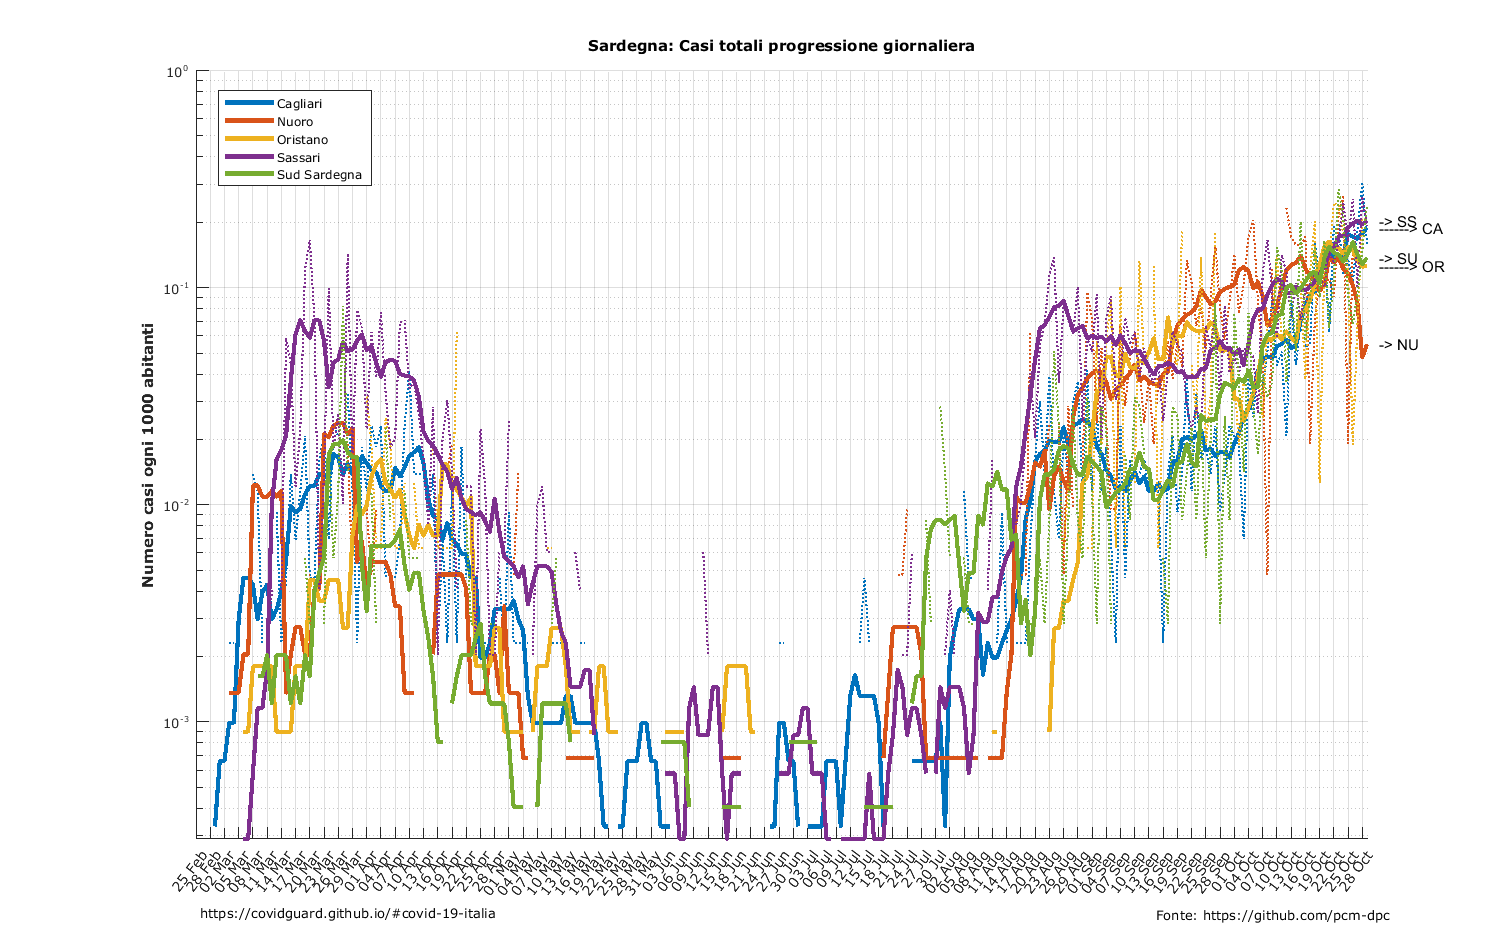 Sardegna: Casi totali progressione giornaliera
10⁰
Cagliari
Nuoro
Oristano
Sassari
Sud Sardegna
-> SS
------> CA
-> SU
------> OR
10⁻¹
-> NU
Numero casi ogni 1000 abitanti
10⁻²
10⁻³
25 Feb
28 Feb
02 Mar
05 Mar
08 Mar
11 Mar
14 Mar
17 Mar
20 Mar
23 Mar
26 Mar
29 Mar
01 Apr
04 Apr
07 Apr
10 Apr
13 Apr
16 Apr
19 Apr
22 Apr
25 Apr
28 Apr
01 May
04 May
07 May
10 May
13 May
16 May
19 May
22 May
25 May
28 May
31 May
03 Jun
06 Jun
09 Jun
12 Jun
15 Jun
18 Jun
21 Jun
24 Jun
27 Jun
30 Jun
03 Jul
06 Jul
09 Jul
12 Jul
15 Jul
18 Jul
21 Jul
24 Jul
27 Jul
30 Jul
02 Aug
05 Aug
08 Aug
11 Aug
14 Aug
17 Aug
20 Aug
23 Aug
26 Aug
29 Aug
01 Sep
04 Sep
07 Sep
10 Sep
13 Sep
16 Sep
19 Sep
22 Sep
25 Sep
28 Sep
01 Oct
04 Oct
07 Oct
10 Oct
13 Oct
16 Oct
19 Oct
22 Oct
25 Oct
28 Oct
https://covidguard.github.io/#covid-19-italia
Fonte: https://github.com/pcm-dpc